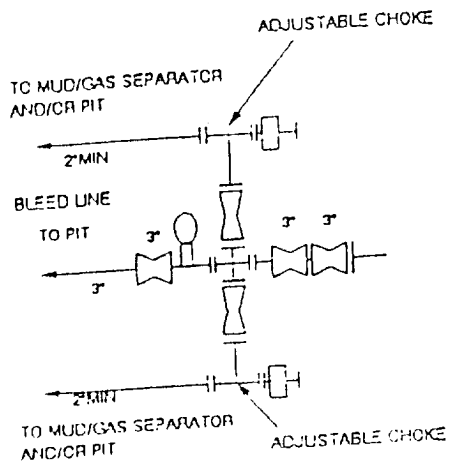 ADJUSTABLE CHOKE
TO MUD/GAS SEPARATOR
AND/OR PIT
2"MIN
BLEED LINE
TO PIT
3"
3"
3"
3"
2"MIN
TO MUD/GAS SEPARATOR
AND/OR PIT
ADJUSTABLE CHOKE